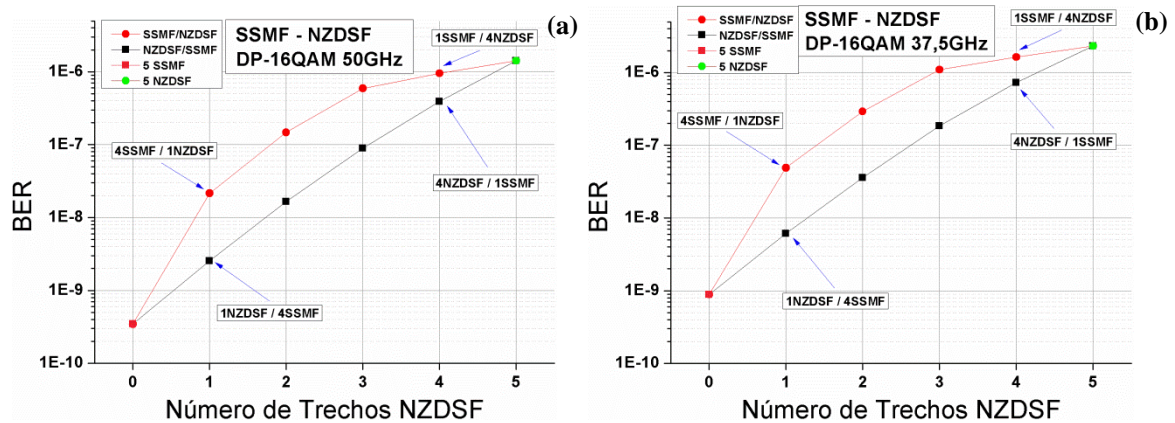 (a)
SSMF/NZDSF
NZDSF/SSMF
5 SSMF
5 NZDSF
SSMF - NZDSF
DP-16QAM 50GHz
1SSMF / 4NZDSF
4SSMF / 1NZDSF
4NZDSF / 1SSMF
1NZDSF / 4SSMF
BER
1E-6
1E-7
1E-8
1E-9
1E-10
0 1 2 3 4 5
Número de Trechos NZDSF
(b)
SSMF/NZDSF
NZDSF/SSMF
5 SSMF
5 NZDSF
SSMF - NZDSF
DP-16QAM 37,5GHz
1SSMF / 4NZDSF
4SSMF / 1NZDSF
4NZDSF / 1SSMF
1NZDSF / 4SSMF
BER
1E-6
1E-7
1E-8
1E-9
1E-10
0 1 2 3 4 5
Número de Trechos NZDSF